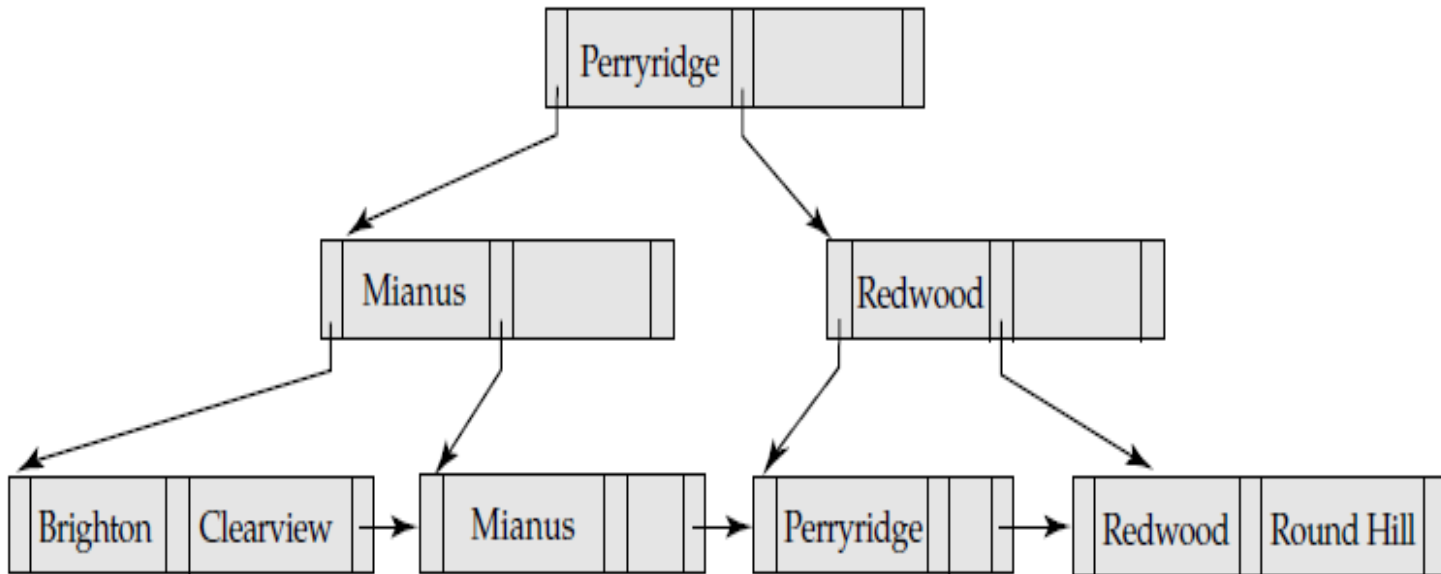 Perryridge
Mianus
Redwood
Brighton Clearview
Mianus
Perryridge
Redwood Round Hill